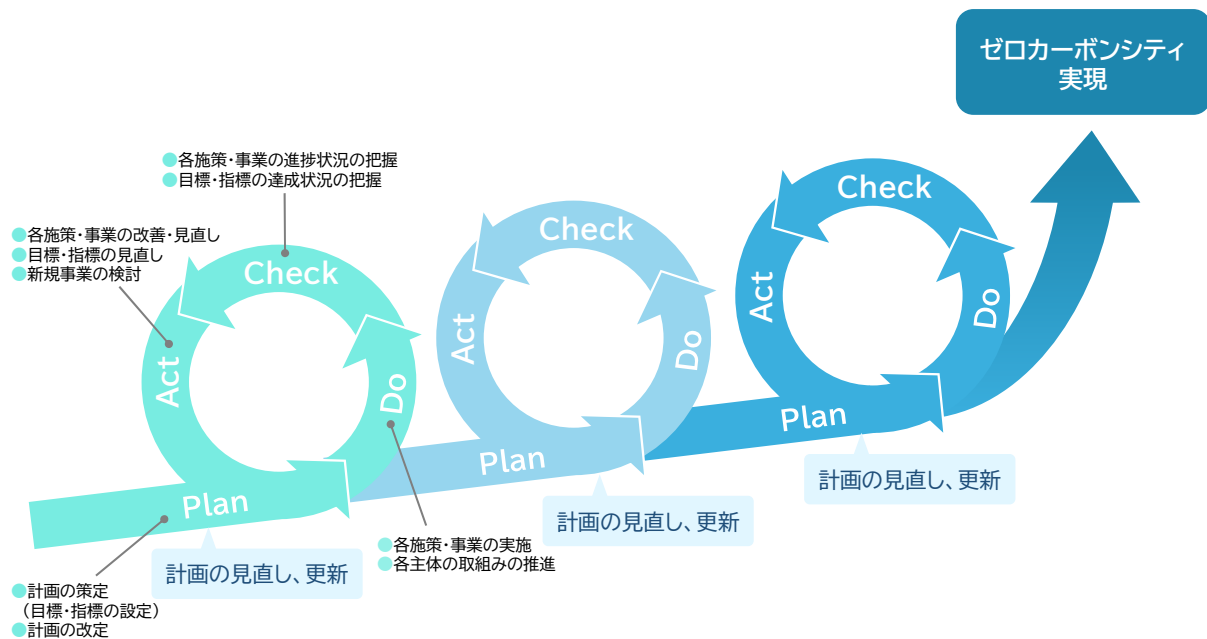 ゼロカーボンシティ
実現
●各施策・事業の進捗状況の把握
●目標・指標の達成状況の把握
●各施策・事業の改善・見直し
●目標・指標の見直し
●新規事業の検討
Check
Act
Do
Plan
Check
Act
Do
Plan
Check
Act
Do
Plan
計画の見直し、更新
計画の見直し、更新
計画の見直し、更新
●各施策・事業の実施
●各主体の取組みの推進
●計画の策定
（目標・指標の設定）
●計画の改定